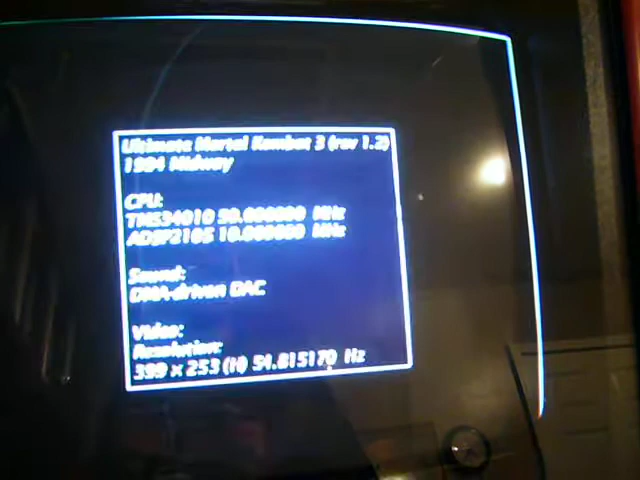 Ultimate Mortal Kombat 3 (rev 1.2)
1994 Midway
CPU:
TMS34010 50.000000 MHz
ADSP2105 10.000000 MHz
Sound:
DMA-driven DAC
Video:
Resolution:
399 x 253 (H) 54.815170 Hz